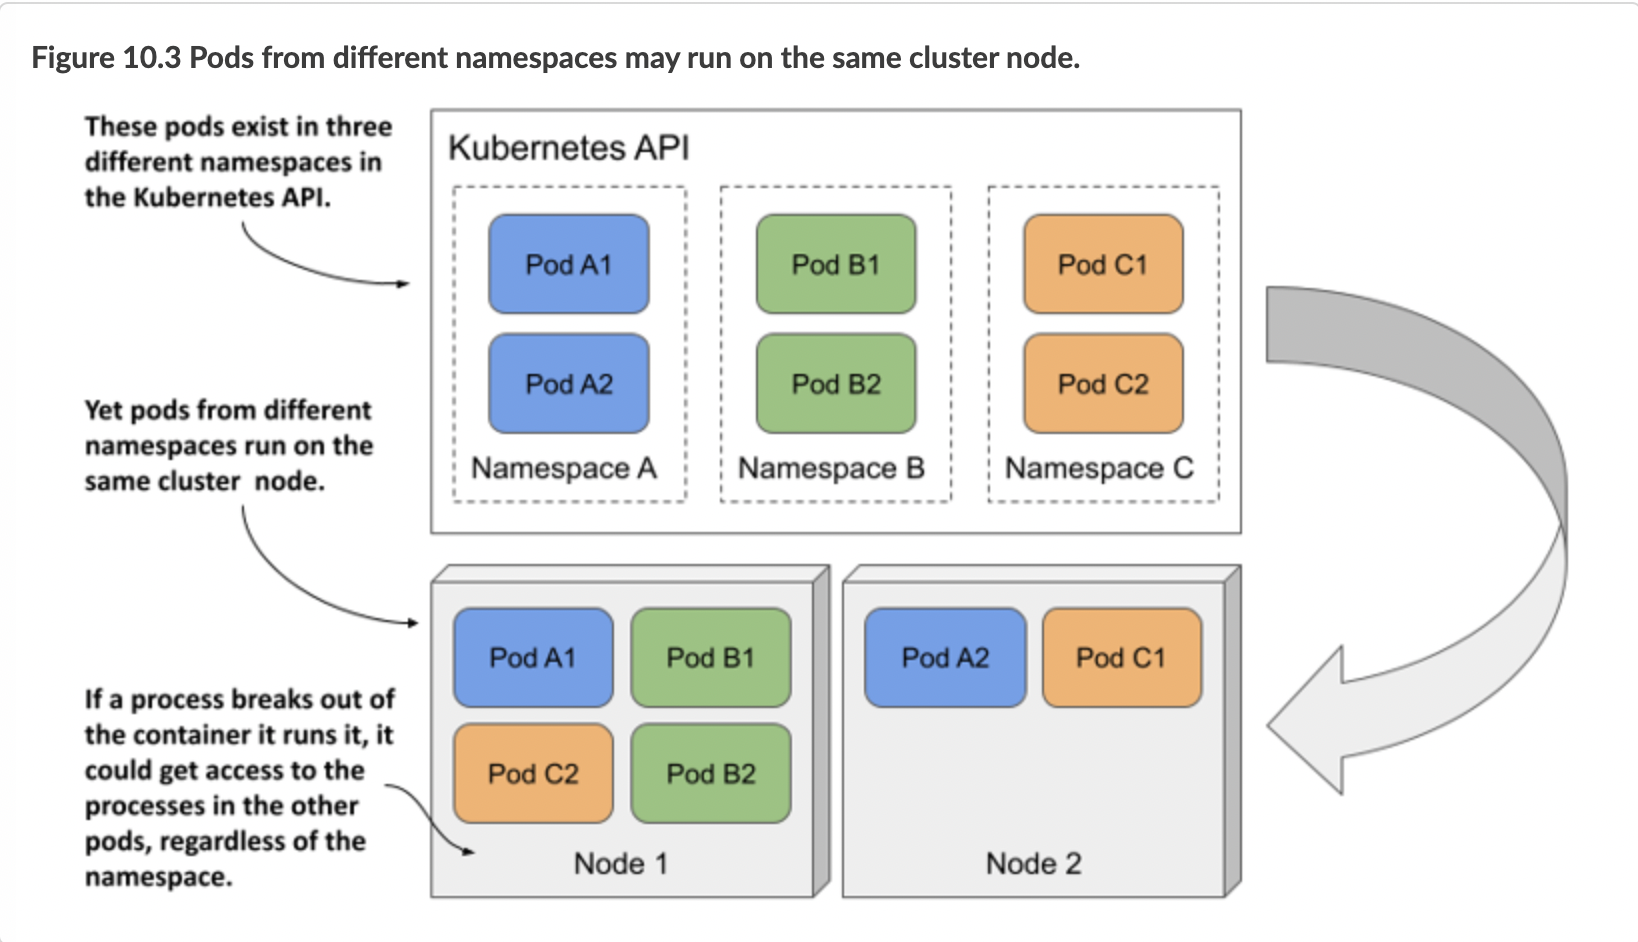 Figure 10.3 Pods from different namespaces may run on the same cluster node.
These pods exist in three
different namespaces in
the Kubernetes API.
Kubernetes API
Pod A1
Pod A2
Namespace A
Pod B1
Pod B2
Namespace B
Pod C1
Pod C2
Namespace C
Yet pods from different
namespaces run on the
same cluster node.
If a process breaks out of
the container it runs it, it
could get access to the
processes in the other
pods, regardless of the
namespace.
Pod A1
Pod B1
Pod C2
Pod B2
Node 1
Pod A2
Pod C1
Node 2